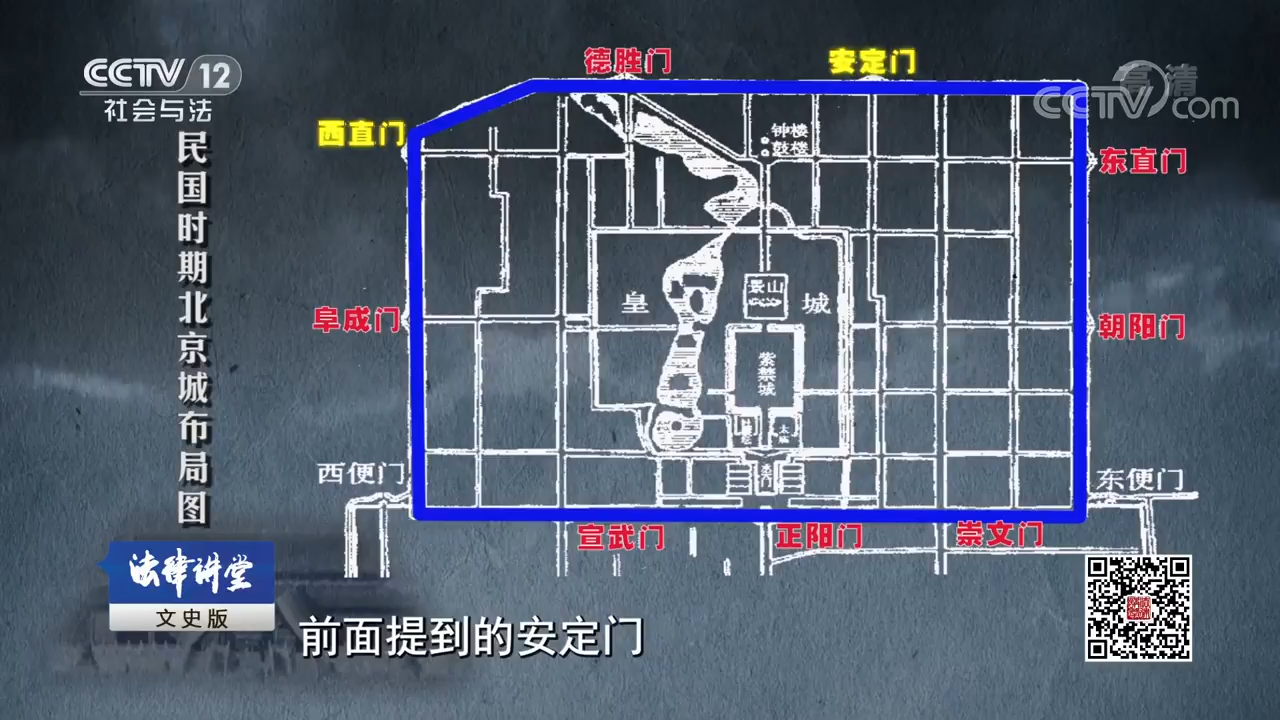 CCTV 12
社会与法
高清
CCTV.com
民国时期北京城布局图
德胜门
安定门
西直门
东直门
钟楼
鼓楼
皇城
景山
紫禁城
阜成门
朝阳门
西便门
东便门
宣武门
正阳门
崇文门
法律讲堂
文史版
前面提到的安定门